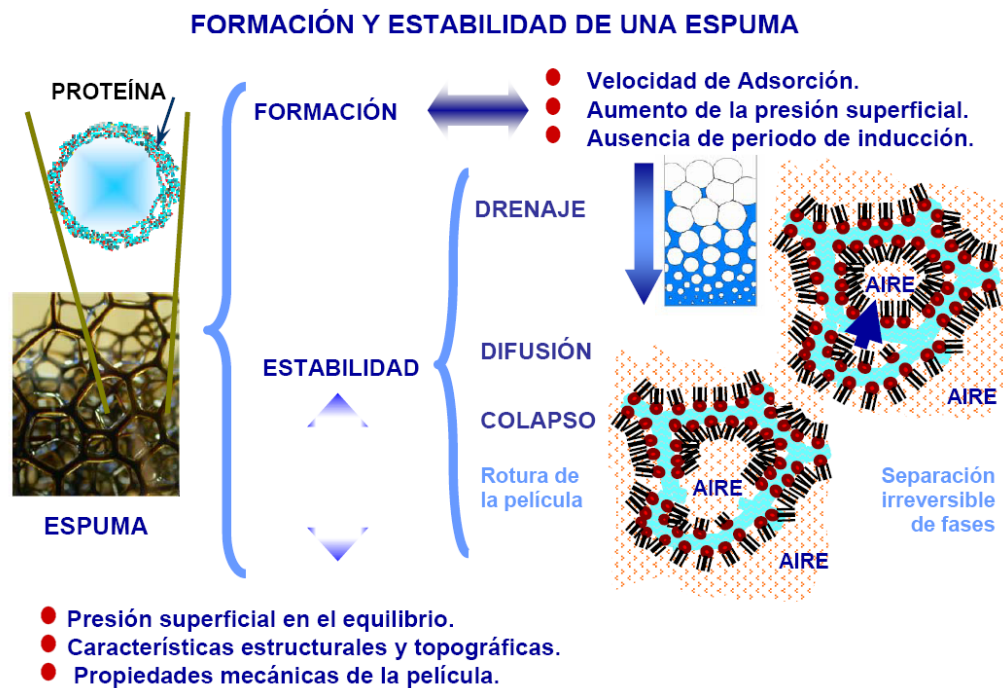 FORMACIÓN Y ESTABILIDAD DE UNA ESPUMA
PROTEÍNA
FORMACIÓN
Velocidad de Adsorción.
Aumento de la presión superficial.
Ausencia de periodo de inducción.
DRENAJE
AIRE
DIFUSIÓN
ESTABILIDAD
AIRE
COLAPSO
Rotura de
la película
AIRE
Separación
irreversible
de fases
AIRE
ESPUMA
Presión superficial en el equilibrio.
Características estructurales y topográficas.
Propiedades mecánicas de la película.